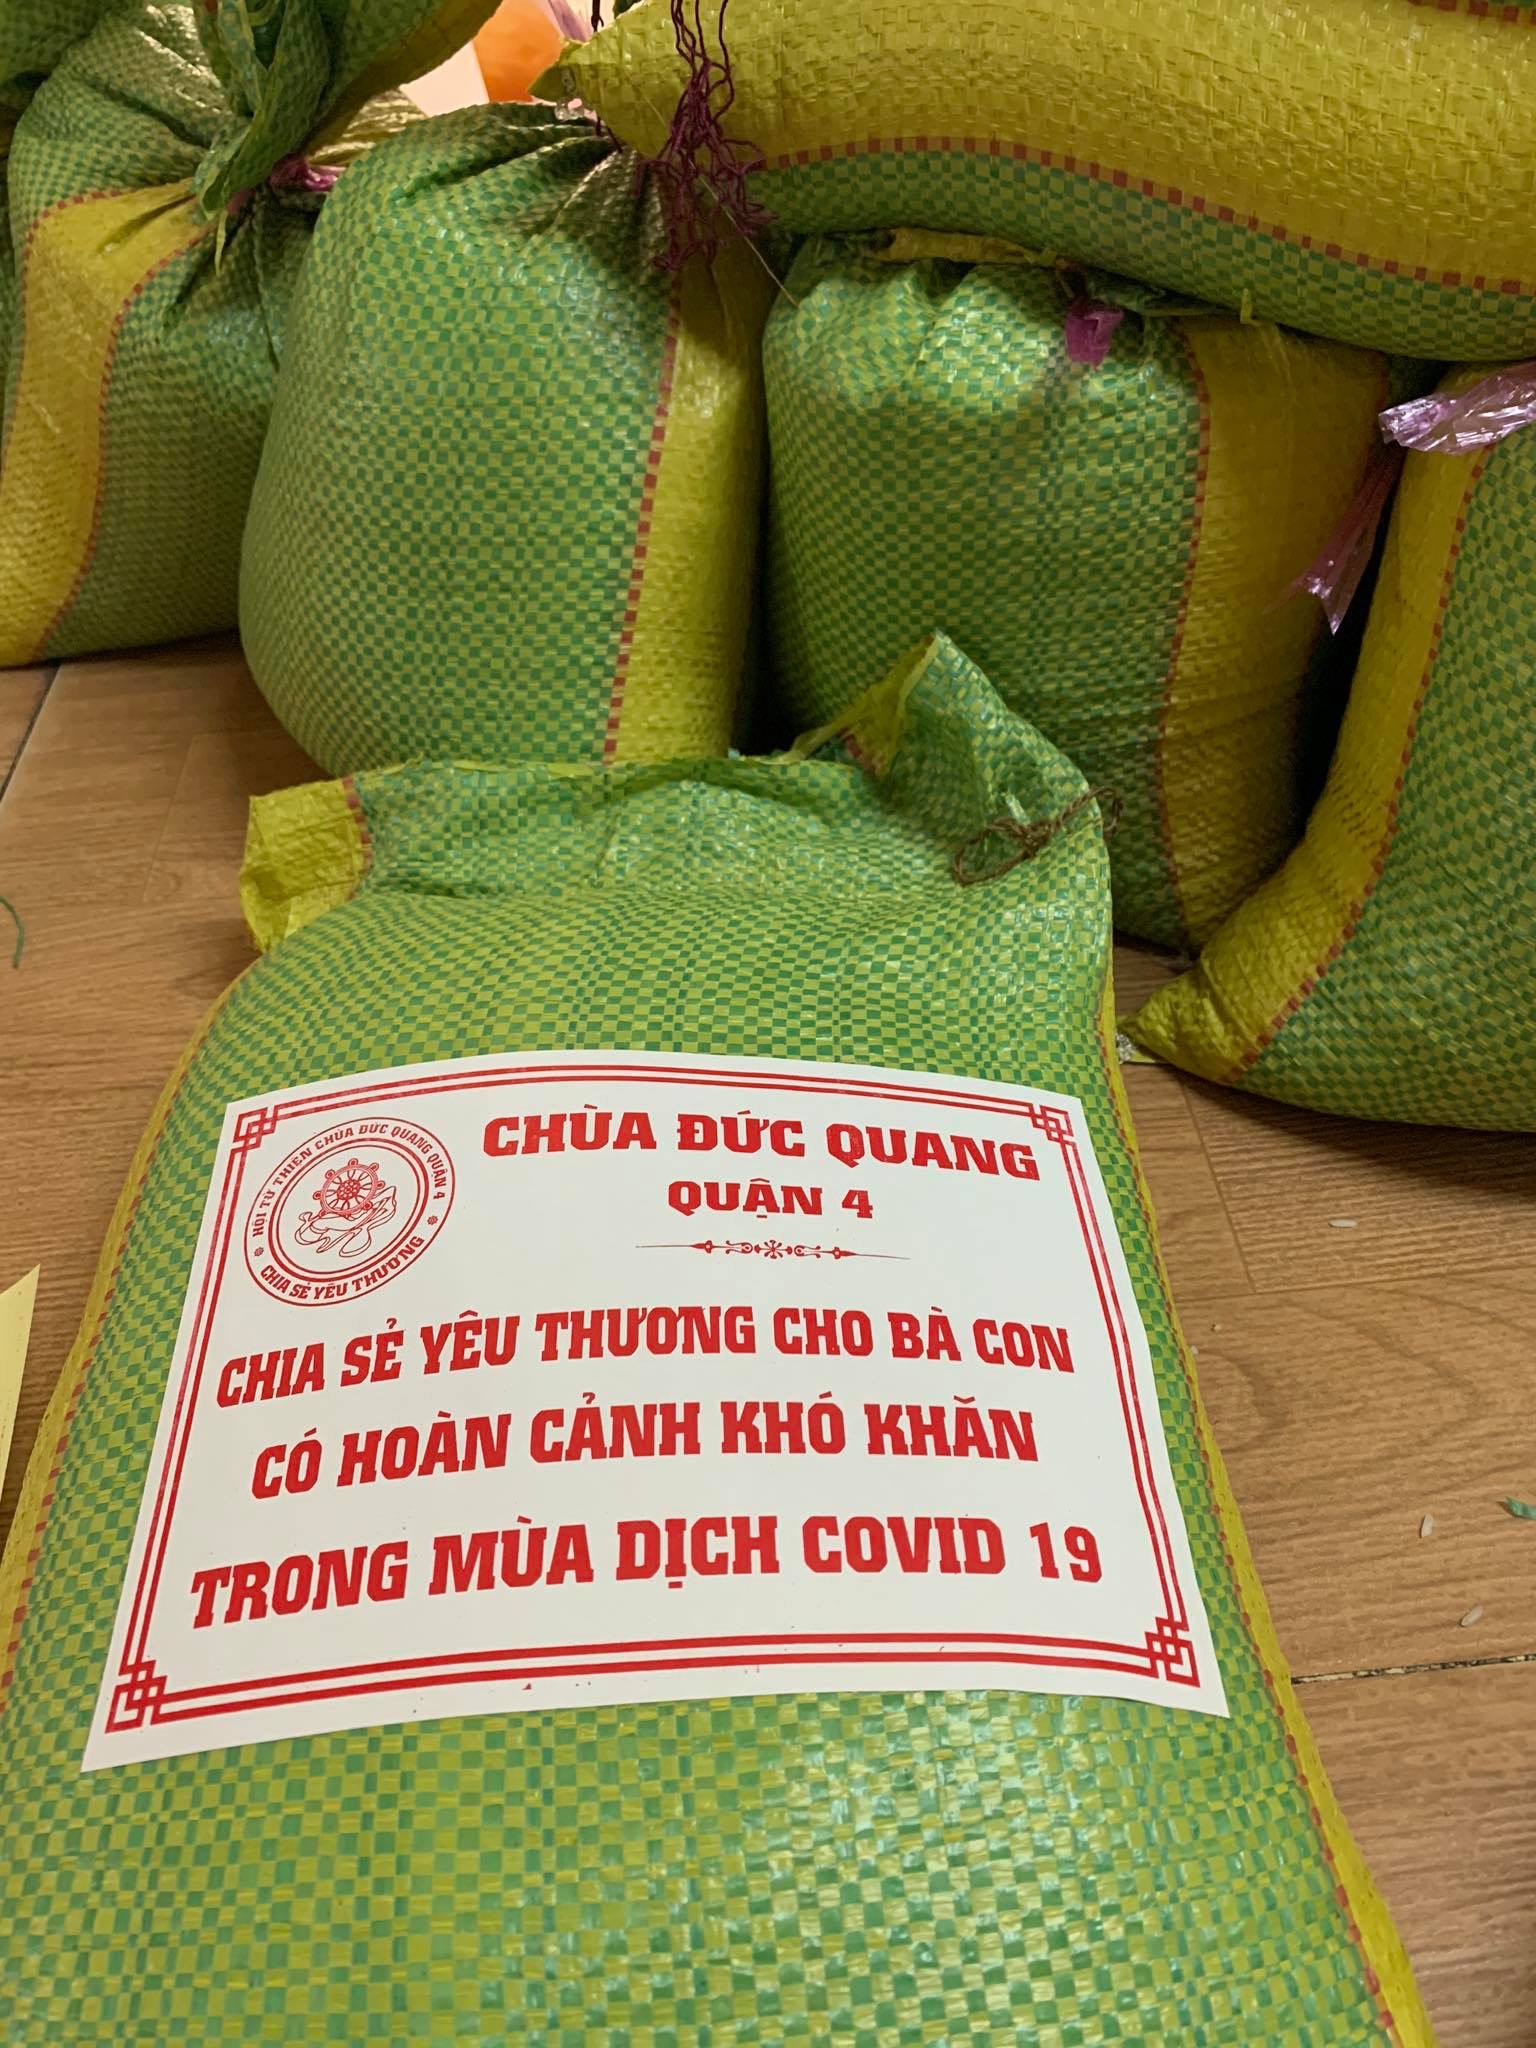 HỘI TỪ THIỆN CHÙA ĐỨC QUANG QUẬN 4
CHIA SẺ YÊU THƯƠNG
CHÙA ĐỨC QUANG
QUẬN 4
CHIA SẺ YÊU THƯƠNG CHO BÀ CON
CÓ HOÀN CẢNH KHÓ KHĂN
TRONG MÙA DỊCH COVID 19